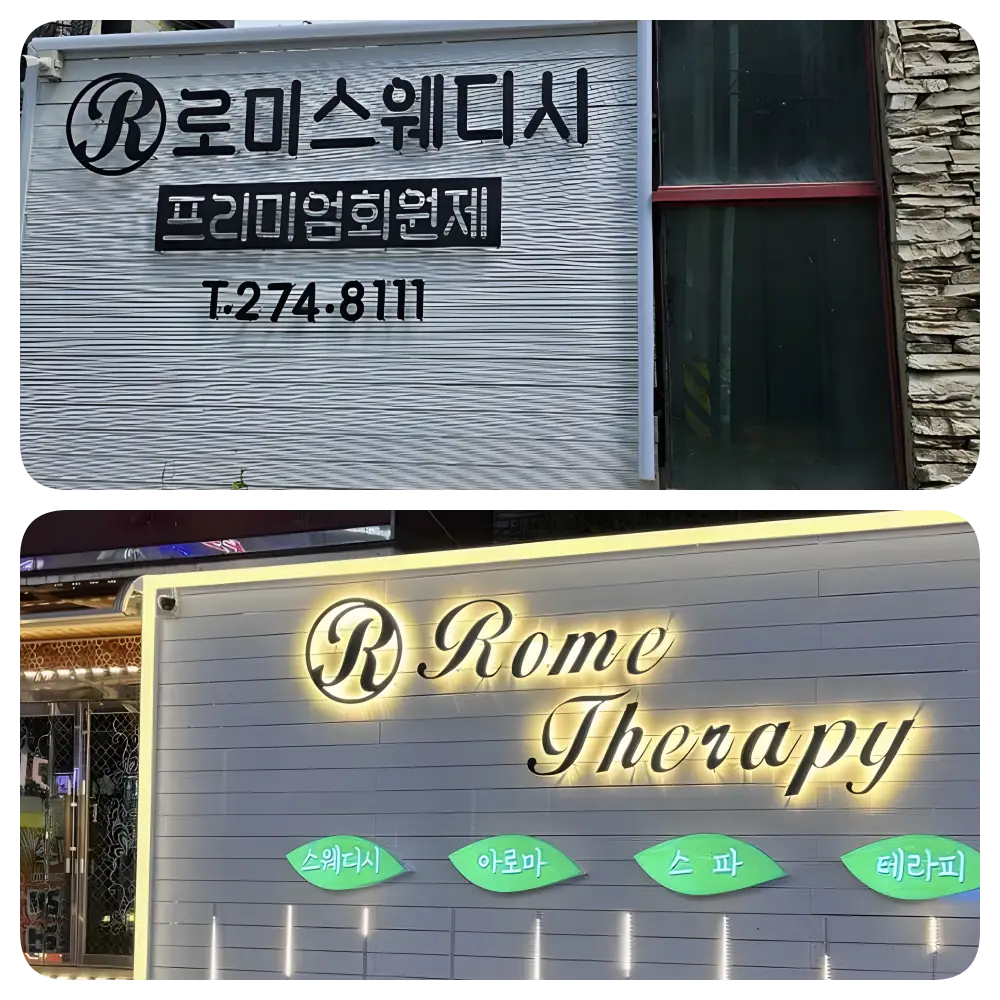 R 로미스웨디시
프리미엄회원제
T.274.8111
R Rome
Therapy
스웨디시 아로마 스 파 테라피